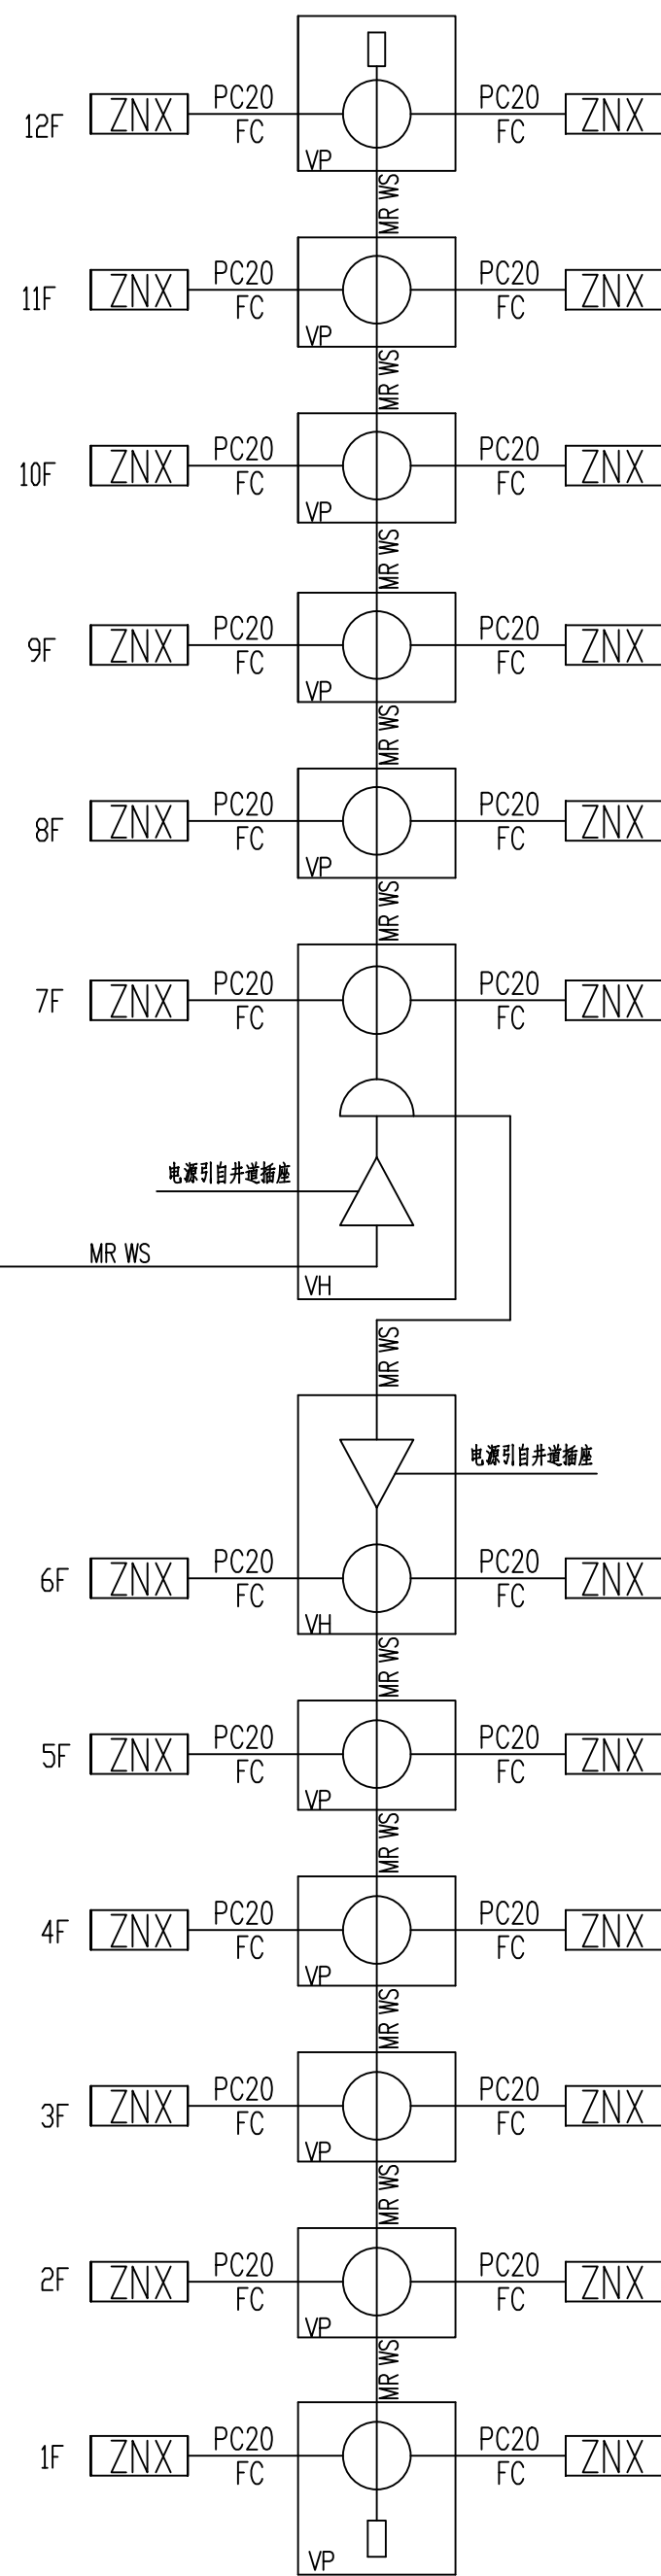 PC20 PC20
12F ZNX ZNX
FC FC
VP
MR WS
PC20 PC20
11F ZNX ZNX
FC FC
VP
MR WS
PC20 PC20
10F ZNX ZNX
FC FC
VP
MR WS
PC20 PC20
9F ZNX ZNX
FC FC
VP
MR WS
PC20 PC20
8F ZNX ZNX
FC FC
VP
MR WS
PC20 PC20
7F ZNX ZNX
FC FC
电源引自井道插座
MR WS
VH
MR WS
电源引自井道插座
PC20 PC20
6F ZNX ZNX
FC FC
VH
MR WS
PC20 PC20
5F ZNX ZNX
FC FC
VP
MR WS
PC20 PC20
4F ZNX ZNX
FC FC
VP
MR WS
PC20 PC20
3F ZNX ZNX
FC FC
VP
MR WS
PC20 PC20
2F ZNX ZNX
FC FC
VP
MR WS
PC20 PC20
1F ZNX ZNX
FC FC
VP